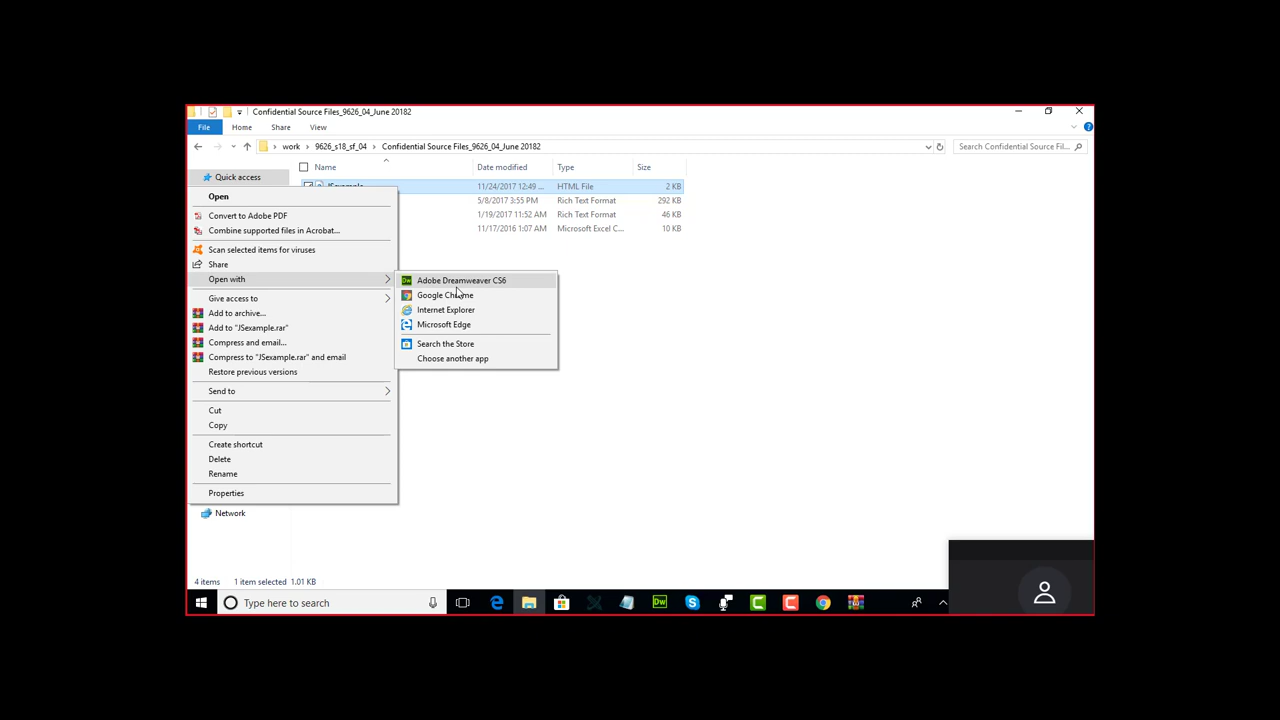 Confidential Source Files_9626_04_June 20182
File Home Share View
work 9626_s18_sf_04 Confidential Source Files_9626_04_June 20182
Search Confidential Source Fil...
Quick access
Name Date modified Type Size
JSexample 11/24/2017 12:49 ... HTML File 2 KB
5/8/2017 3:55 PM Rich Text Format 292 KB
1/19/2017 11:52 AM Rich Text Format 46 KB
11/17/2016 1:07 AM Microsoft Excel C... 10 KB
Open
Convert to Adobe PDF
Combine supported files in Acrobat...
Scan selected items for viruses
Share
Open with
Give access to
Add to archive...
Add to "JSexample.rar"
Compress and email...
Compress to "JSexample.rar" and email
Restore previous versions
Send to
Cut
Copy
Create shortcut
Delete
Rename
Properties
Adobe Dreamweaver CS6
Google Chrome
Internet Explorer
Microsoft Edge
Search the Store
Choose another app
Network
4 items 1 item selected 1.01 KB
Type here to search
Dw